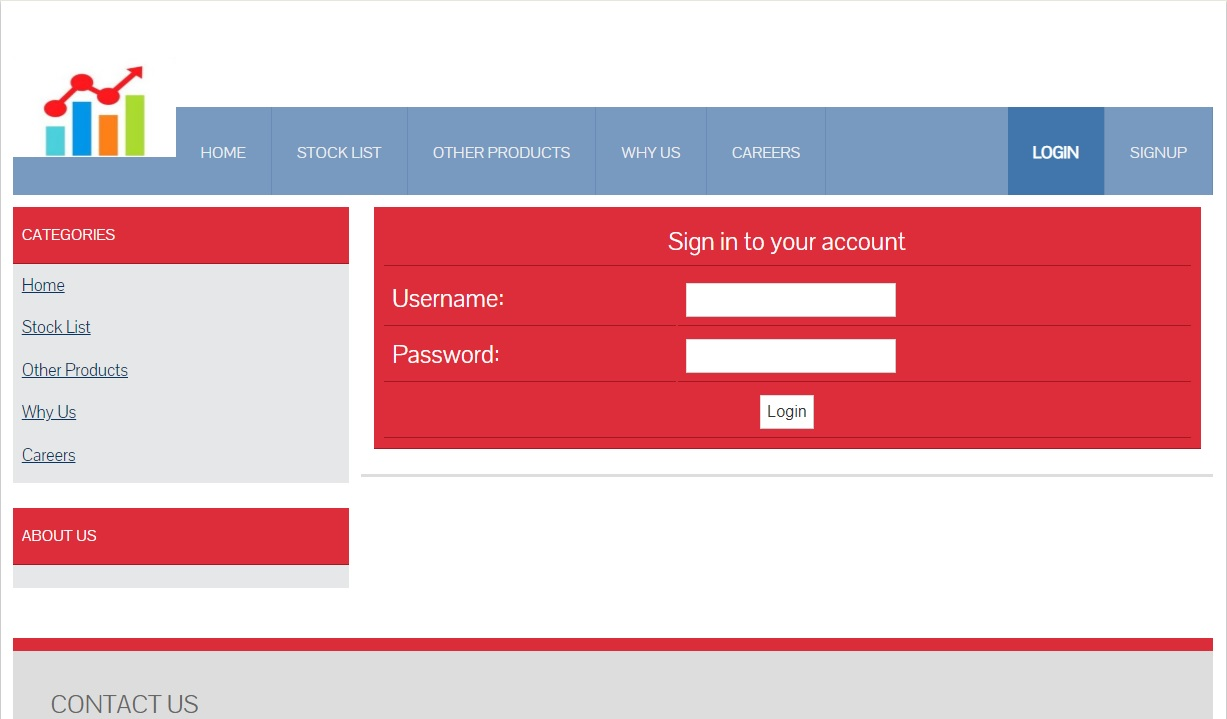 HOME
STOCK LIST
OTHER PRODUCTS
WHY US
CAREERS
LOGIN
SIGNUP
CATEGORIES
Home
Stock List
Other Products
Why Us
Careers
ABOUT US
Sign in to your account
Username:
Password:
Login
CONTACT US